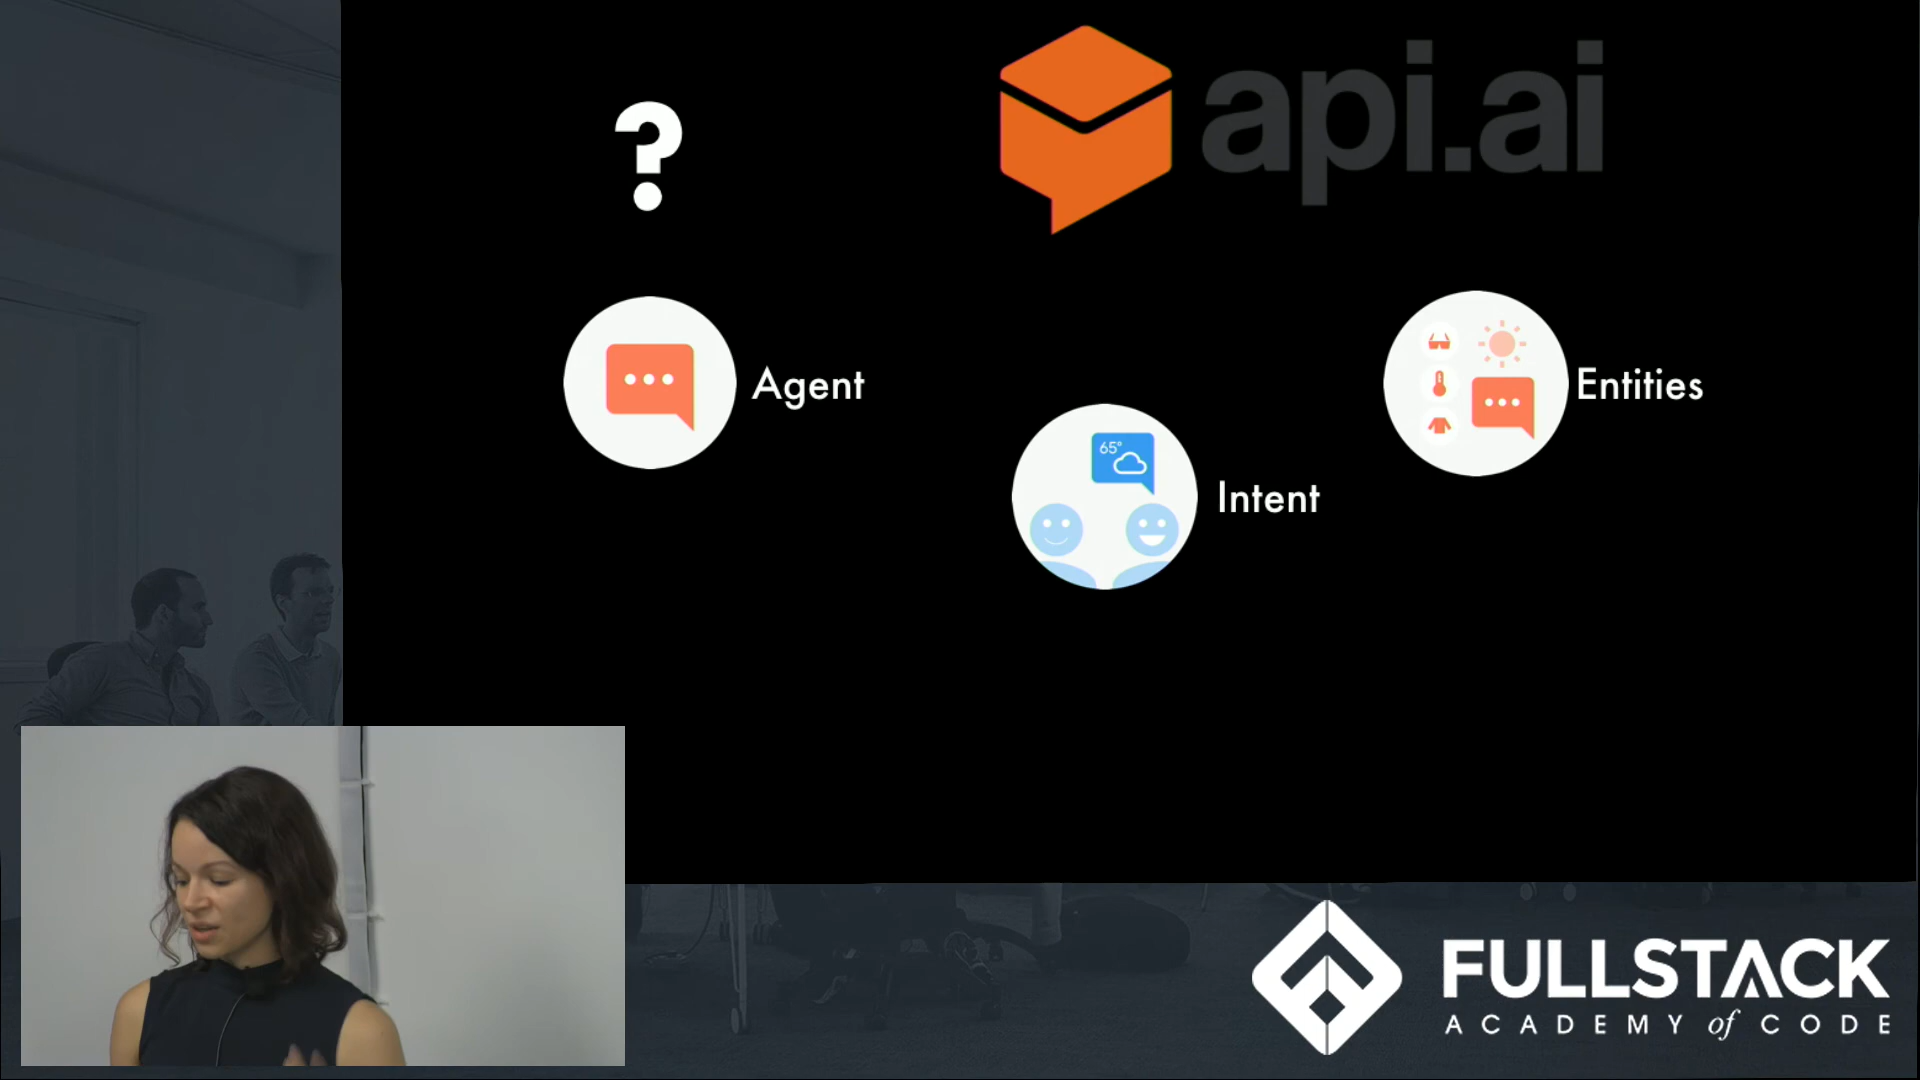 ?
api.ai
Agent
Entities
65°
Intent
FULLSTACK
ACADEMY of CODE